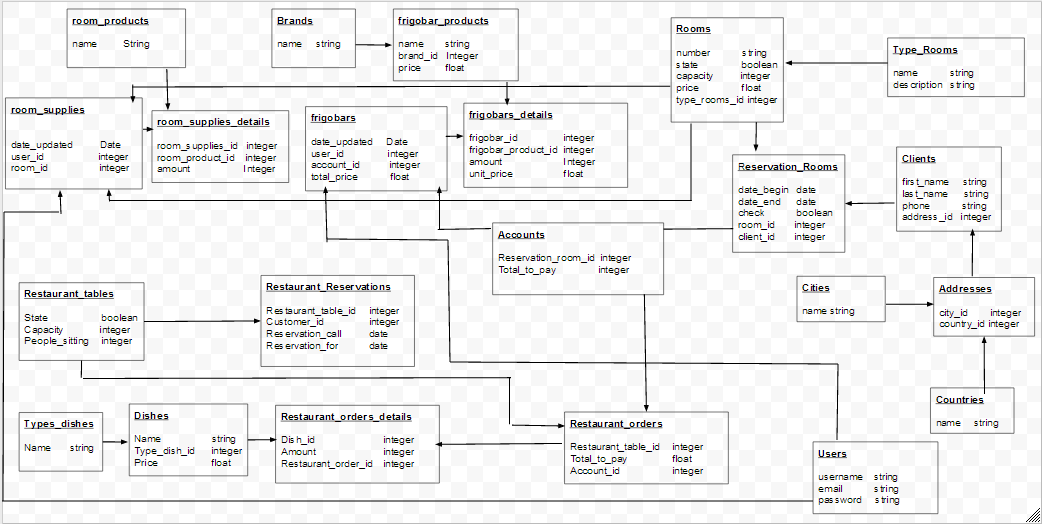 room_products
name String
Brands
name string
frigobar_products
name string
brand_id Integer
price float
Rooms
number string
state boolean
capacity integer
price float
type_rooms_id integer
Type_Rooms
name string
description string
room_supplies
date_updated Date
user_id integer
room_id integer
room_supplies_details
room_supplies_id integer
room_product_id integer
amount Integer
frigobars
date_updated Date
user_id integer
account_id integer
total_price float
frigobars_details
frigobar_id integer
frigobar_product_id integer
amount Integer
unit_price float
Reservation_Rooms
date_begin date
date_end date
check boolean
room_id integer
client_id integer
Clients
first_name string
last_name string
phone string
address_id integer
Accounts
Reservation_room_id integer
Total_to_pay integer
Restaurant_tables
State boolean
Capacity integer
People_sitting integer
Restaurant_Reservations
Restaurant_table_id integer
Customer_id integer
Reservation_call date
Reservation_for date
Cities
name string
Addresses
city_id integer
country_id integer
Types_dishes
Name string
Dishes
Name string
Type_dish_id integer
Price float
Restaurant_orders_details
Dish_id integer
Amount integer
Restaurant_order_id integer
Restaurant_orders
Restaurant_table_id integer
Total_to_pay float
Account_id integer
Countries
name string
Users
username string
email string
password string